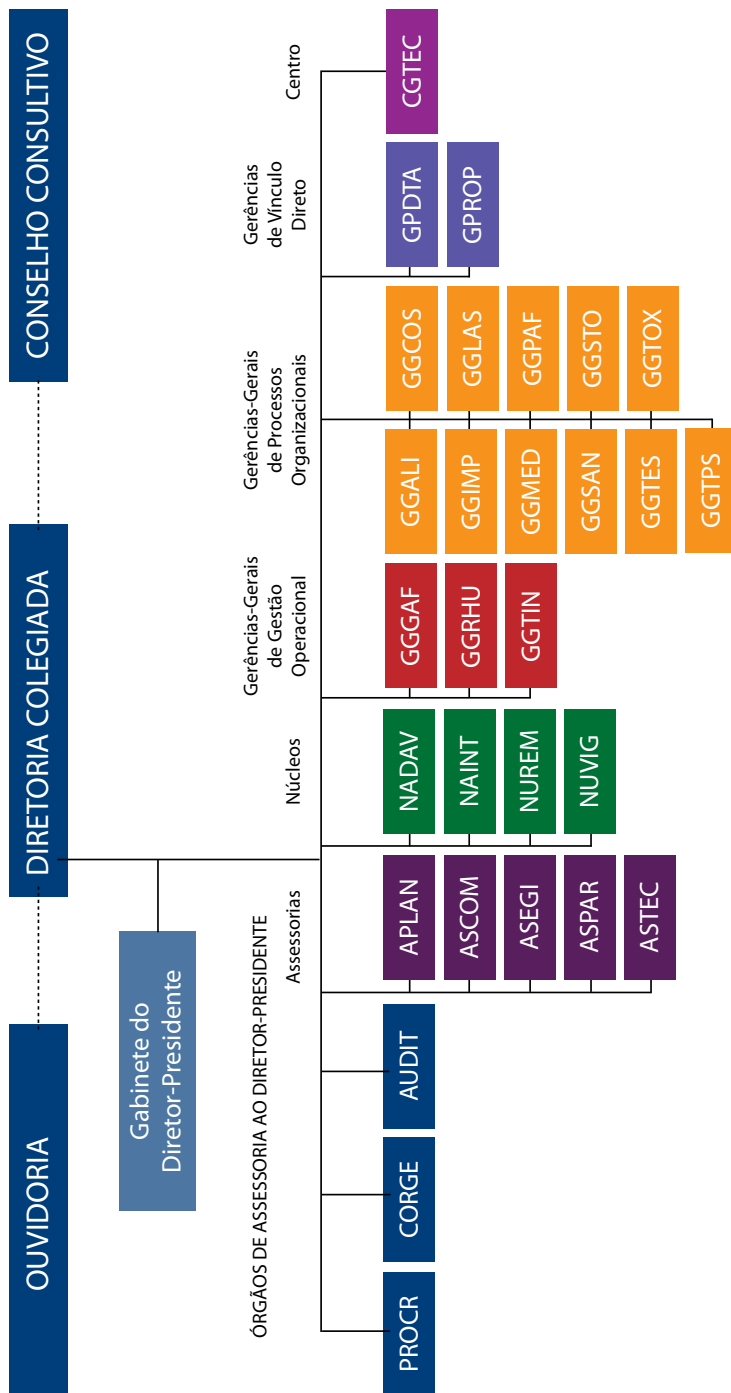 OUVIDORIA
DIRETORIA COLEGIADA
CONSELHO CONSULTIVO
Gabinete do
Diretor-Presidente
ÓRGÃOS DE ASSESSORIA AO DIRETOR-PRESIDENTE
PROCR
CORGE
AUDIT
Assessorias
APLAN
ASCOM
ASEGI
ASPAR
ASTEC
Núcleos
NADAV
NAINT
NUREM
NUVIG
Gerências-Gerais
de Gestão
Operacional
GGGAF
GGRHU
GGTIN
Gerências-Gerais
de Processos
Organizacionais
GGALI
GGIMP
GGMED
GGSAN
GGTES
GGTPS
GGCOS
GGLAS
GGPAF
GGSTO
GGTOX
Gerências
de Vínculo
Direto
GPDTA
GPROP
Centro
CGTEC